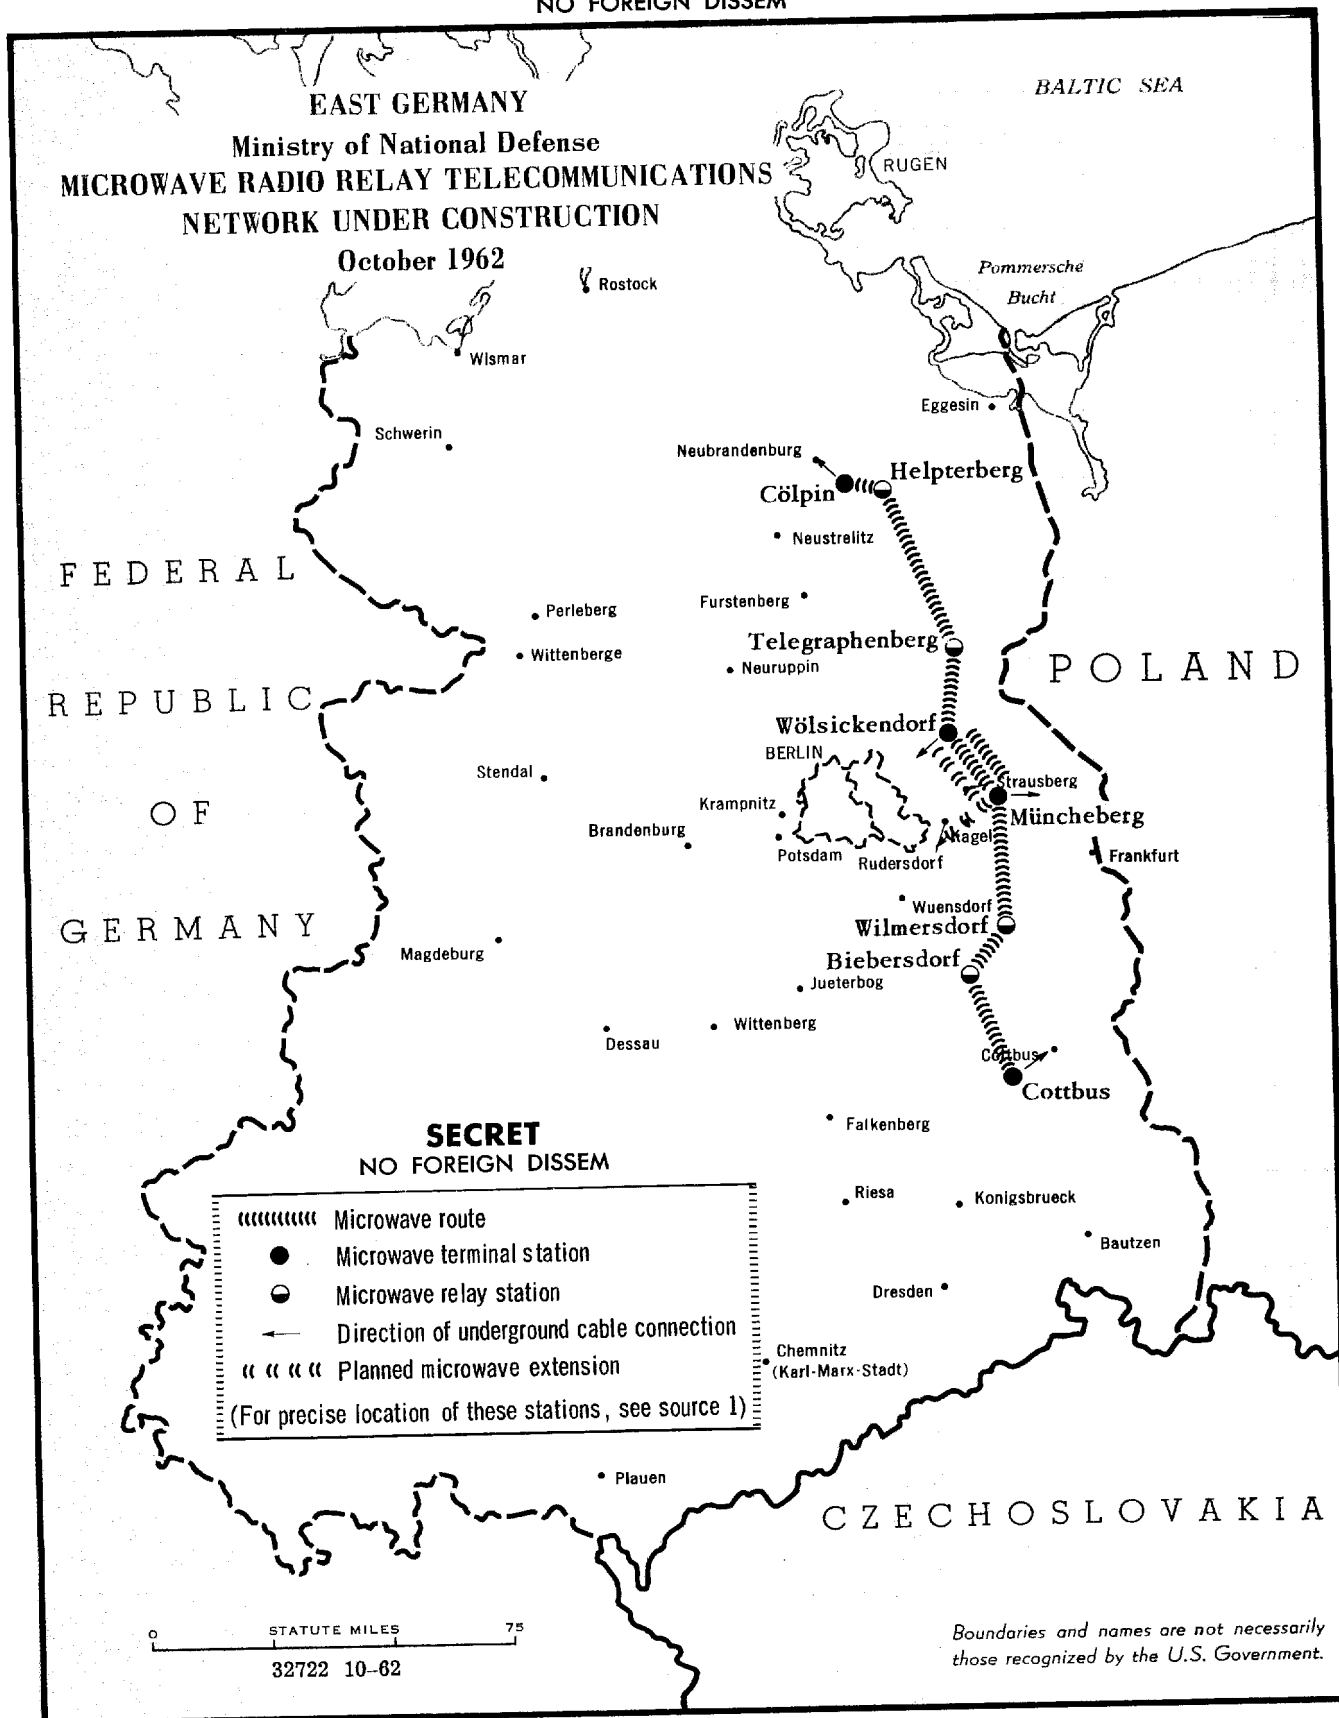 NO FOREIGN DISSEM
EAST GERMANY
Ministry of National Defense
MICROWAVE RADIO RELAY TELECOMMUNICATIONS
NETWORK UNDER CONSTRUCTION
October 1962
BALTIC SEA
RUGEN
Pommersche
Bucht
Rostock
Wismar
Eggesin
Schwerin
Neubrandenburg
Helpterberg
Cölpin
Neustrelitz
FEDERAL
Furstenberg
Perleberg
Telegraphenberg
Wittenberge
Neuruppin
POLAND
REPUBLIC
Wölsickendorf
BERLIN
Stendal
Strausberg
Krampnitz
OF
Müncheberg
Brandenburg
Kagel
Potsdam
Rudersdorf
Frankfurt
Wuensdorf
GERMANY
Wilmersdorf
Magdeburg
Biebersdorf
Jueterbog
Wittenberg
Dessau
Cottbus
Cottbus
Falkenberg
SECRET
NO FOREIGN DISSEM
Riesa
Konigsbrueck
Bautzen
Dresden
Microwave route
Microwave terminal station
Microwave relay station
Direction of underground cable connection
Planned microwave extension
(For precise location of these stations, see source 1)
Chemnitz
(Karl-Marx-Stadt)
Plauen
CZECHOSLOVAKIA
0 STATUTE MILES 75
32722 10-62
Boundaries and names are not necessarily
those recognized by the U.S. Government.